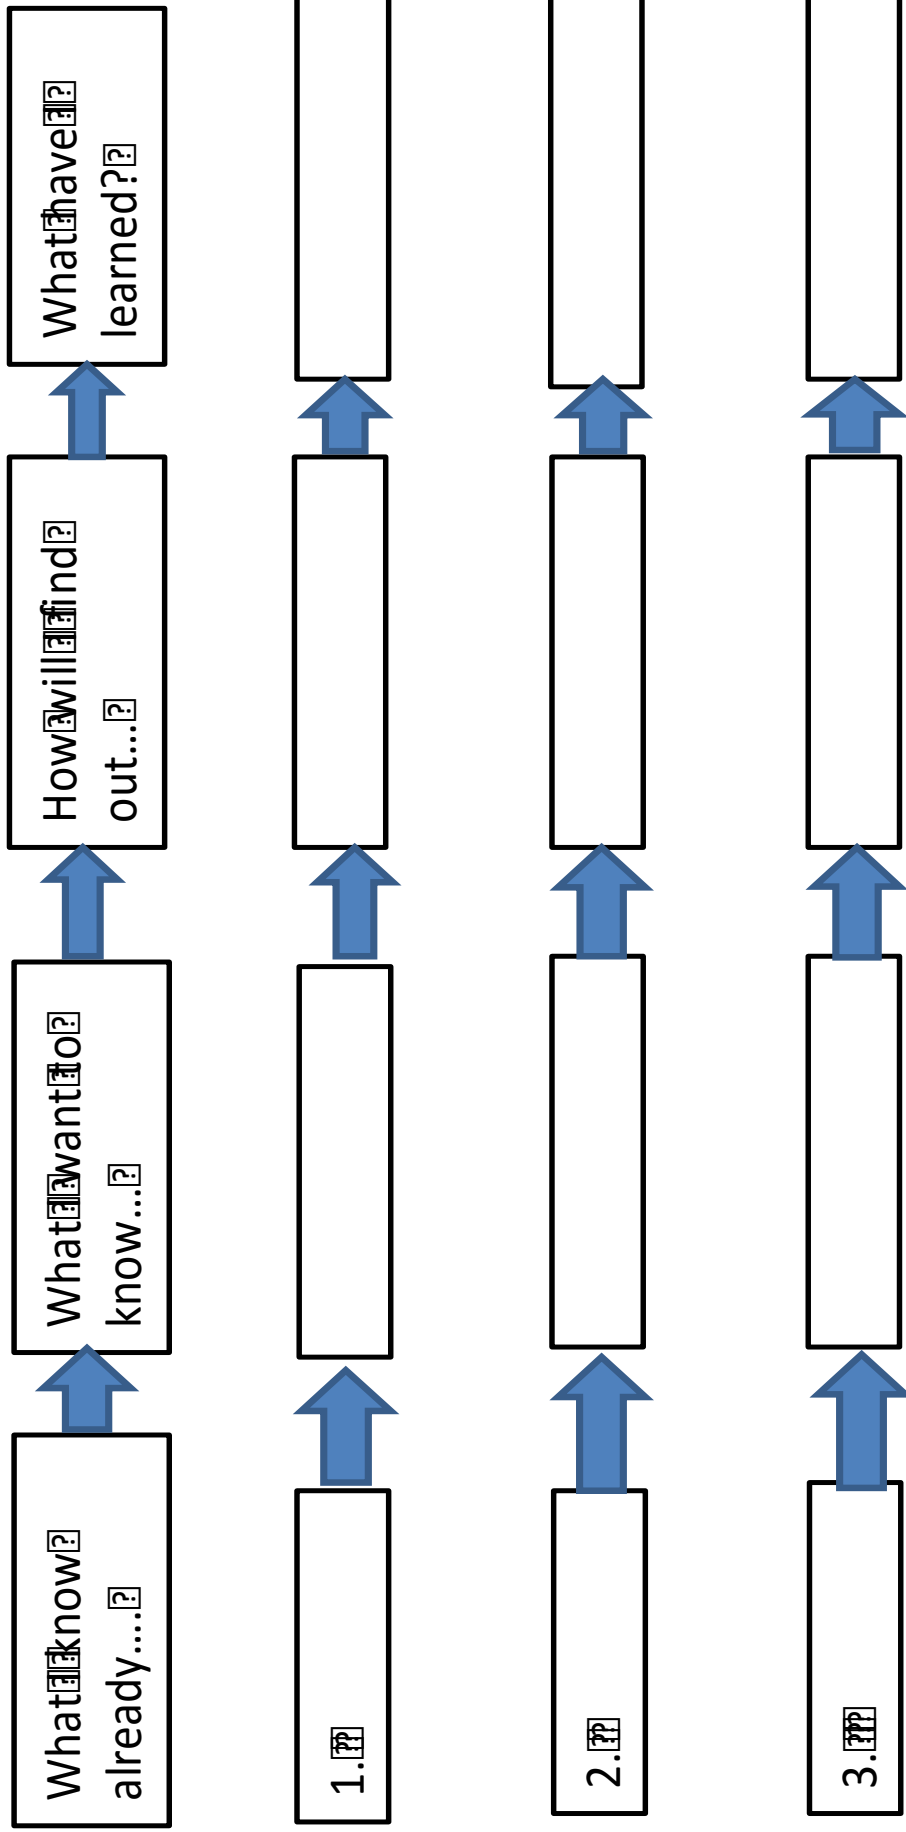 What I know
already....
What I want to
know...
How will I find
out...
What have I
learned?
1.
2.
3.